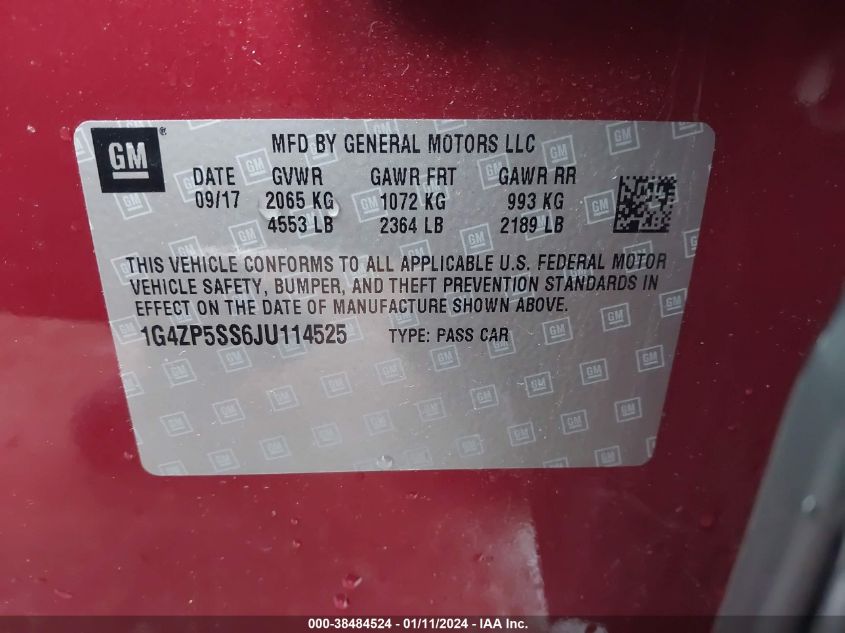 GM ®
MFD BY GENERAL MOTORS LLC
DATE GVWR GAWR FRT GAWR RR
09/17 2065 KG 1072 KG 993 KG
4553 LB 2364 LB 2189 LB
THIS VEHICLE CONFORMS TO ALL APPLICABLE U.S. FEDERAL MOTOR
VEHICLE SAFETY, BUMPER, AND THEFT PREVENTION STANDARDS IN
EFFECT ON THE DATE OF MANUFACTURE SHOWN ABOVE.
1G4ZP5SS6JU114525 TYPE: PASS CAR
000-38484524 - 01/11/2024 - IAAI.COM